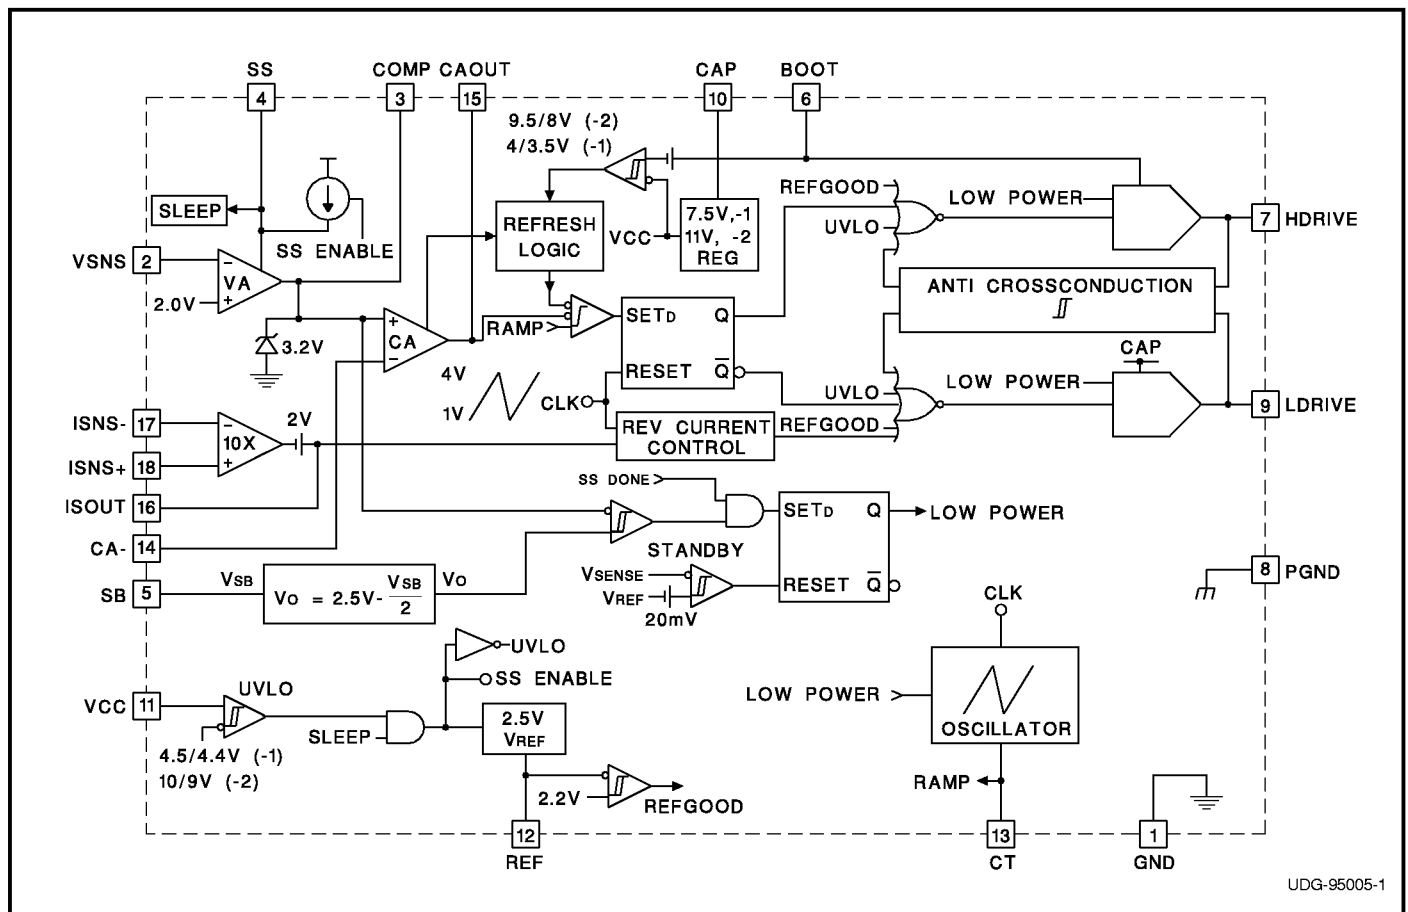 SS
COMP
CAOUT
CAP
BOOT
4
3
15
10
6
9.5/8V (-2)
4/3.5V (-1)
SLEEP
SS ENABLE
REFRESH
LOGIC
VCC
7.5V,-1
11V, -2
REG
REFGOOD
UVLO
LOW POWER
7
HDRIVE
VSNS
2
VA
2.0V
-
+
3.2V
CA
+
-
RAMP
SETD
Q
RESET
Q
ANTI CROSSCONDUCTION
4V
1V
CLK
CAP
LOW POWER
UVLO
REFGOOD
9
LDRIVE
ISNS-
17
2V
10X
-
+
ISNS+
18
REV CURRENT
CONTROL
ISOUT
16
CA-
14
SS DONE
STANDBY
SETD
Q
LOW POWER
RESET
Q
VSENSE
VREF
20mV
SB
5
VSB
VO = 2.5V- VSB
2
VO
8
PGND
CLK
UVLO
SS ENABLE
VCC
11
UVLO
4.5/4.4V (-1)
10/9V (-2)
SLEEP
2.5V
VREF
2.2V
REFGOOD
LOW POWER
OSCILLATOR
RAMP
12
REF
13
CT
1
GND
UDG-95005-1